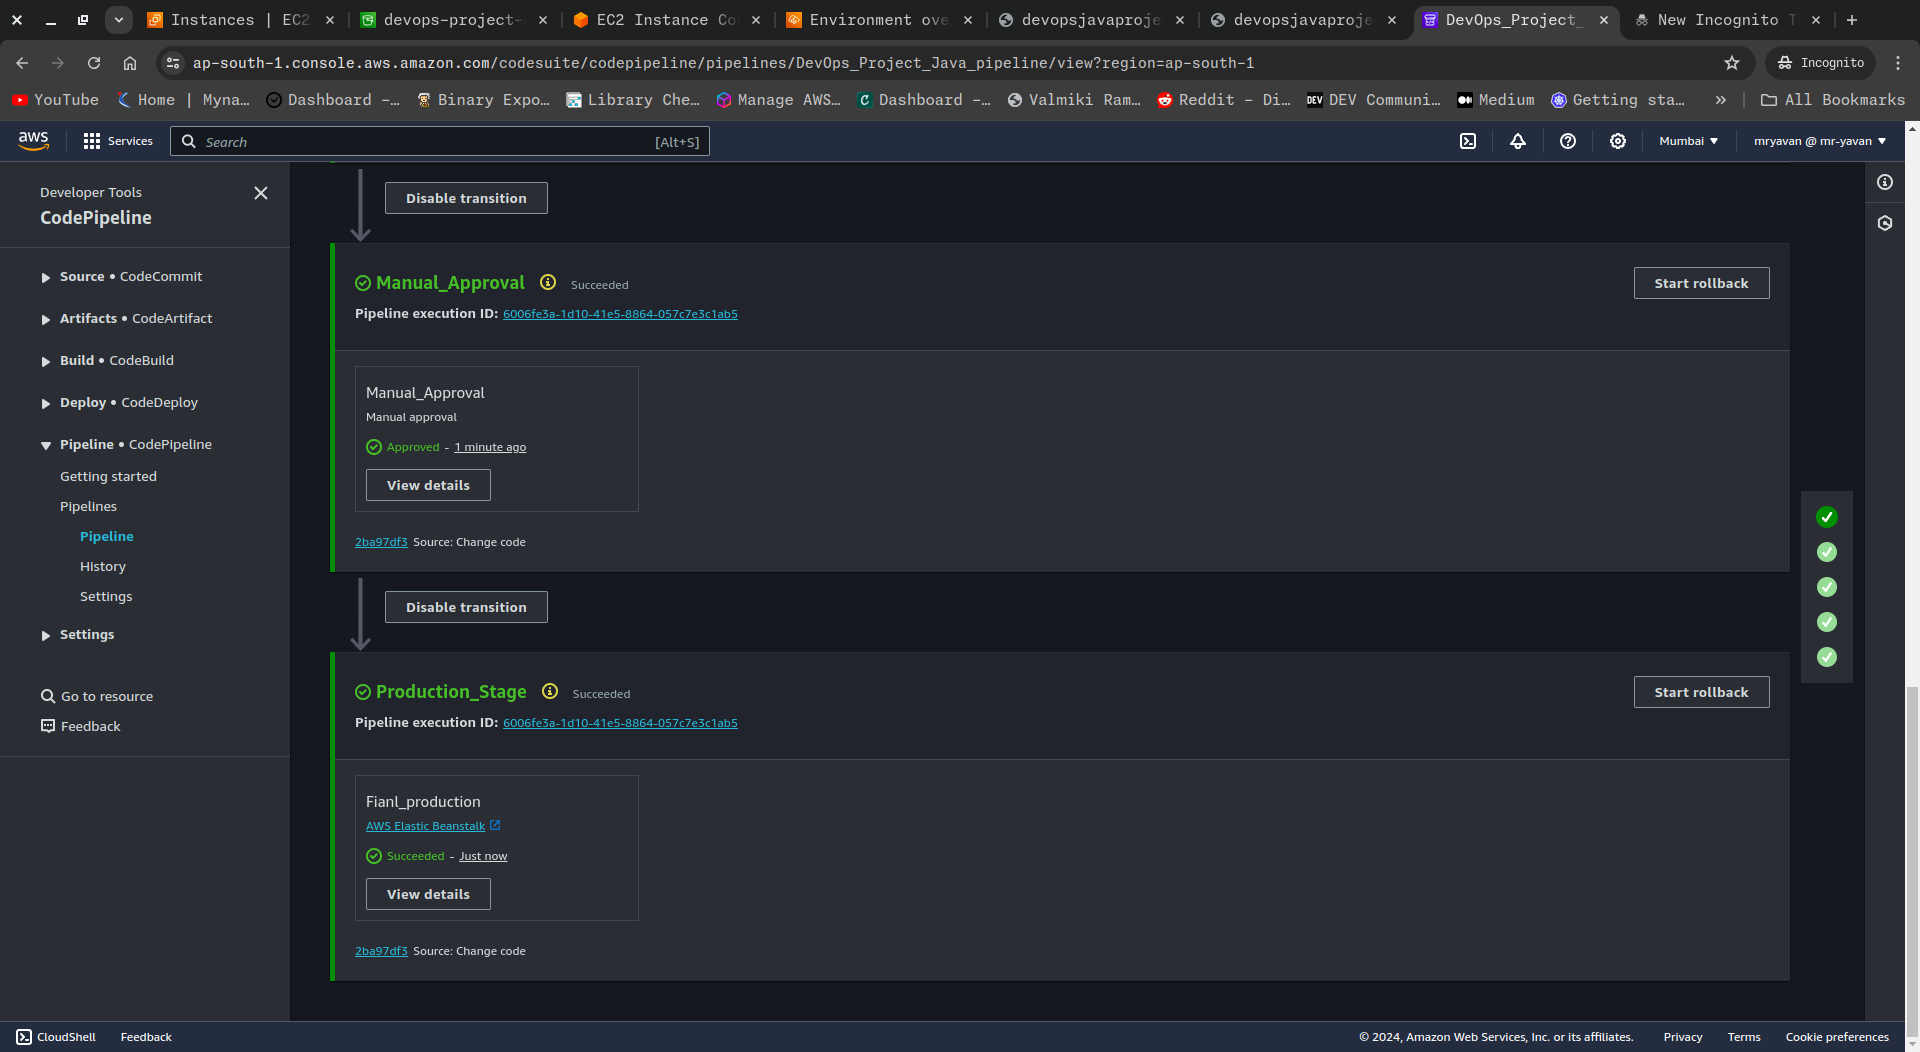 Instances | EC2
devops-project-
EC2 Instance Co
Environment ove
devopsjavaproje
devopsjavaproje
DevOps_Project_
New Incognito T
ap-south-1.console.aws.amazon.com/codesuite/codepipeline/pipelines/DevOps_Project_Java_pipeline/view?region=ap-south-1
Incognito
YouTube
Home | Myna…
Dashboard -…
Binary Expo…
Library Che…
Manage AWS…
Dashboard -…
Valmiki Ram…
Reddit - Di…
DEV
DEV Communi…
Medium
Getting sta…
»
All Bookmarks
aws
Services
Search
[Alt+S]
Mumbai
mryavan @ mr-yavan
Developer Tools
CodePipeline
Source • CodeCommit
Artifacts • CodeArtifact
Build • CodeBuild
Deploy • CodeDeploy
Pipeline • CodePipeline
Getting started
Pipelines
Pipeline
History
Settings
Settings
Go to resource
Feedback
Disable transition
Manual_Approval
Succeeded
Start rollback
Pipeline execution ID: 6006fe3a-1d10-41e5-8864-057c7e3c1ab5
Manual_Approval
Manual approval
Approved - 1 minute ago
View details
2ba97df3 Source: Change code
Disable transition
Production_Stage
Succeeded
Start rollback
Pipeline execution ID: 6006fe3a-1d10-41e5-8864-057c7e3c1ab5
Fianl_production
AWS Elastic Beanstalk
Succeeded - Just now
View details
2ba97df3 Source: Change code
CloudShell
Feedback
© 2024, Amazon Web Services, Inc. or its affiliates.
Privacy
Terms
Cookie preferences